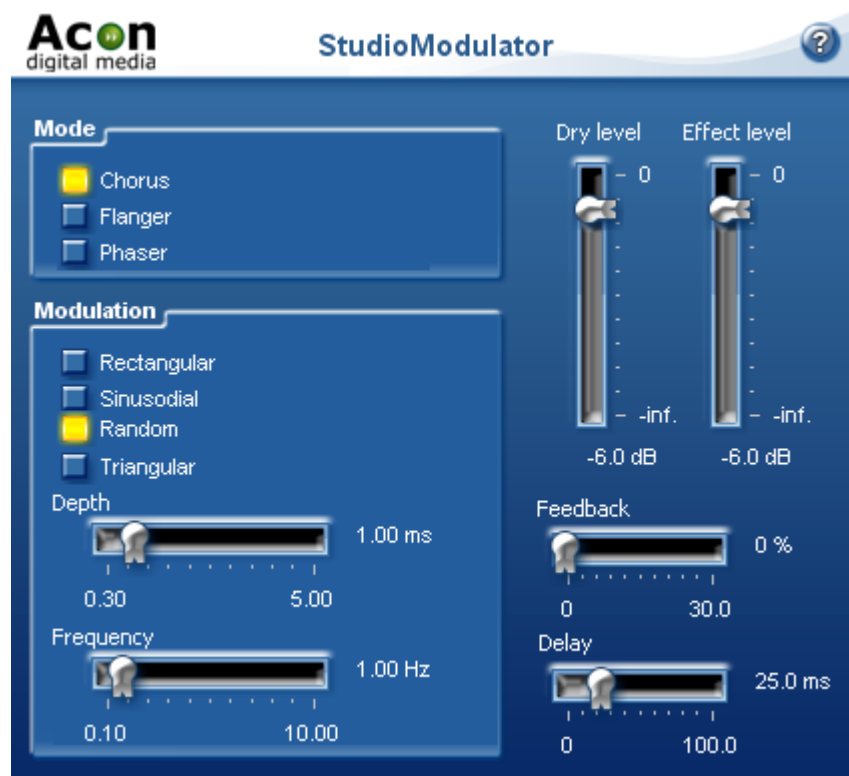 Acon
digital media
StudioModulator
?
Mode
Chorus
Flanger
Phaser
Modulation
Rectangular
Sinusodial
Random
Triangular
Depth
1.00 ms
0.30 5.00
Frequency
1.00 Hz
0.10 10.00
Dry level Effect level
0 0
-inf. -inf.
-6.0 dB -6.0 dB
Feedback
0 %
0 30.0
Delay
25.0 ms
0 100.0